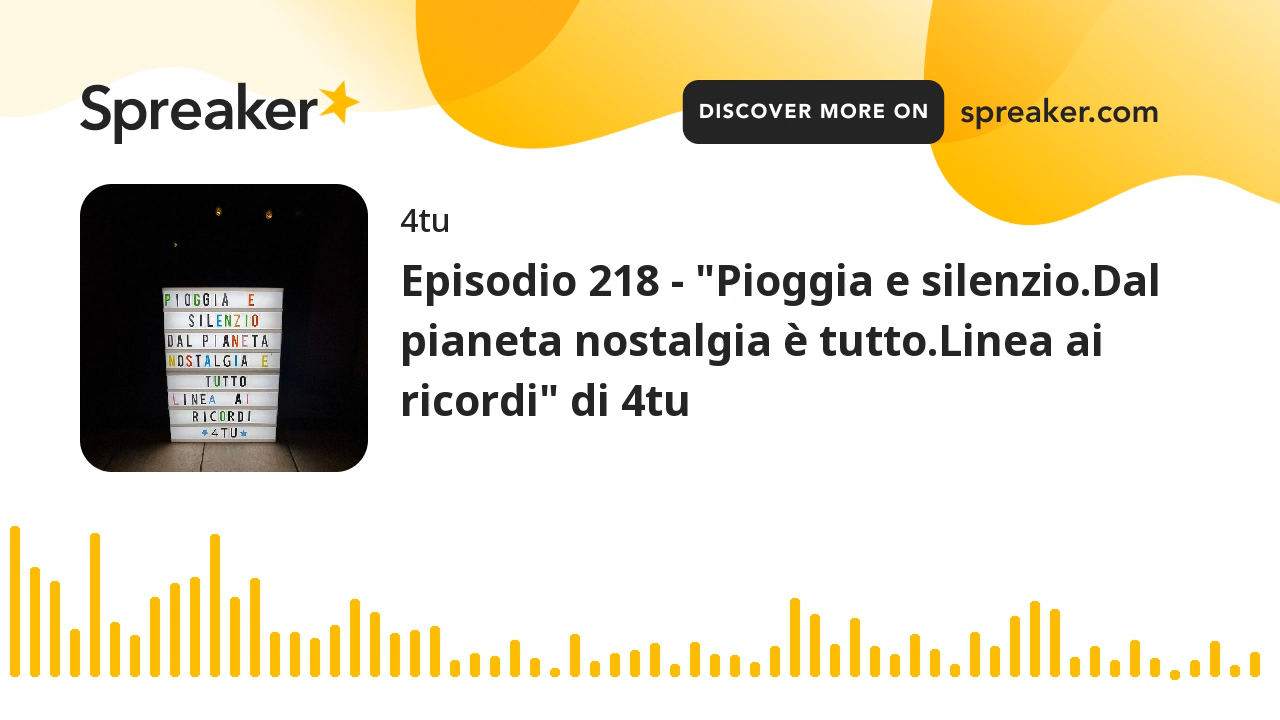 Spreaker
DISCOVER MORE ON
spreaker.com
4tu
Episodio 218 - "Pioggia e silenzio.Dal
pianeta nostalgia è tutto.Linea ai
ricordi" di 4tu
PIOGGIA E
SILENZIO
DAL PIANETA
NOSTALGIA E'
TUTTO
LINEA AI
RICORDI
*4TU*